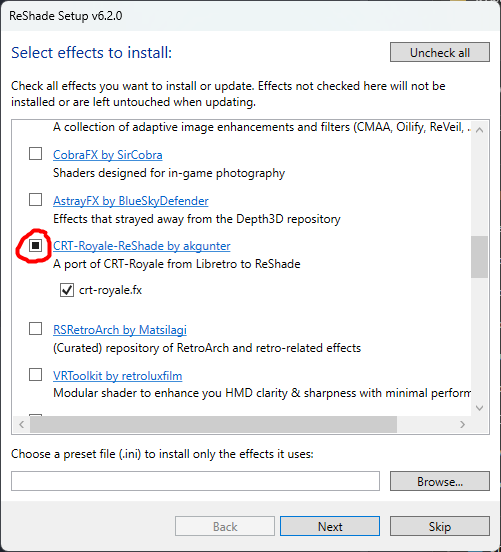 ReShade Setup v6.2.0
Select effects to install:
Uncheck all
Check all effects you want to install or update. Effects not checked here will not be
installed or are left untouched when updating.
A collection of adaptive image enhancements and filters (CMAA, Oilify, ReVeil, .
CobraFX by SirCobra
Shaders designed for in-game photography
AstrayFX by BlueSkyDefender
Effects that strayed away from the Depth3D repository
CRT-Royale-ReShade by akgunter
A port of CRT-Royale from Libretro to ReShade
crt-royale.fx
RSRetroArch by Matsilagi
(Curated) repository of RetroArch and retro-related effects
VRToolkit by retroluxfilm
Modular shader to enhance you HMD clarity & sharpness with minimal perform
Choose a preset file (.ini) to install only the effects it uses:
Browse...
Back
Next
Skip